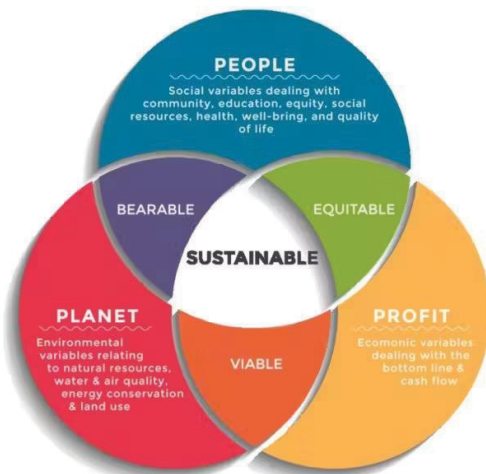 PEOPLE
Social variables dealing with
community, education, equity, social
resources, health, well-bring, and quality
of life
BEARABLE
EQUITABLE
SUSTAINABLE
PLANET
Environmental
variables relating
to natural resources,
water & air quality,
energy conservation
& land use
PROFIT
Ecomonic variables
dealing with the
bottom line &
cash flow
VIABLE